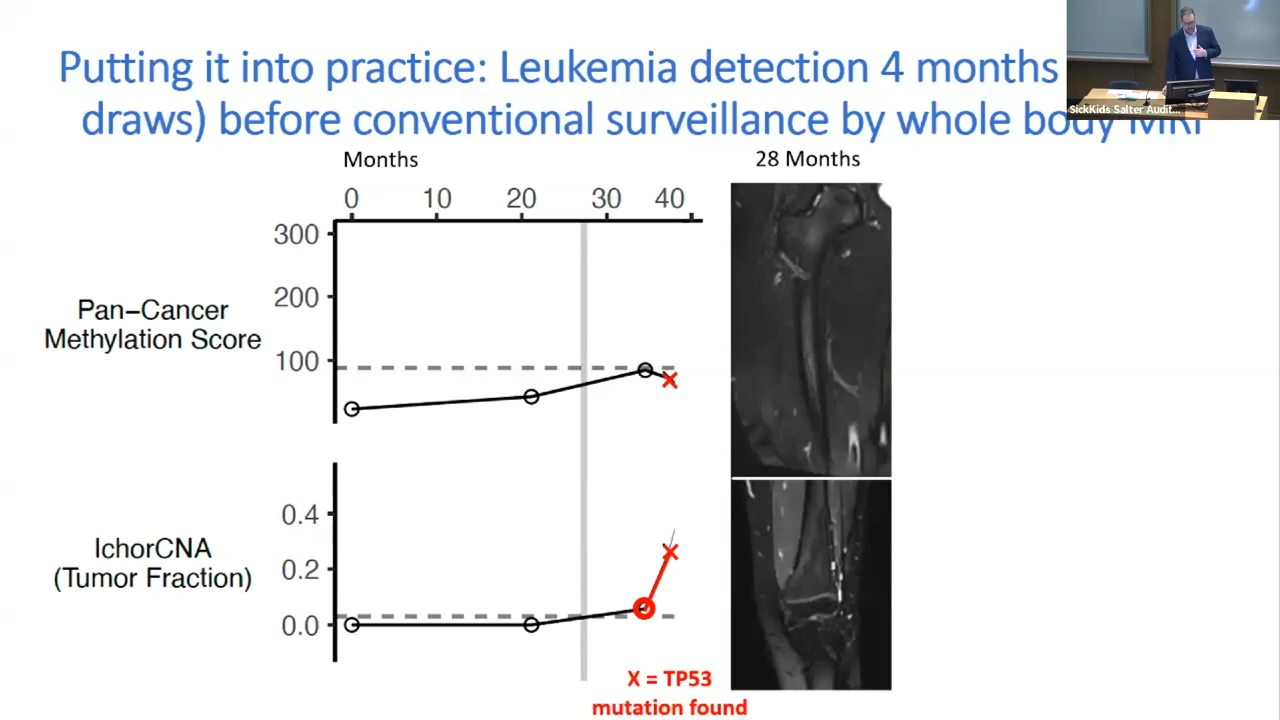 Putting it into practice: Leukemia detection 4 months
draws) before conventional surveillance by whole body MRI
SickKids Salter Audit...
Months
28 Months
0 10 20 30 40
300
200
100
Pan-Cancer
Methylation Score
0.4
0.2
0.0
IchorCNA
(Tumor Fraction)
X = TP53
mutation found